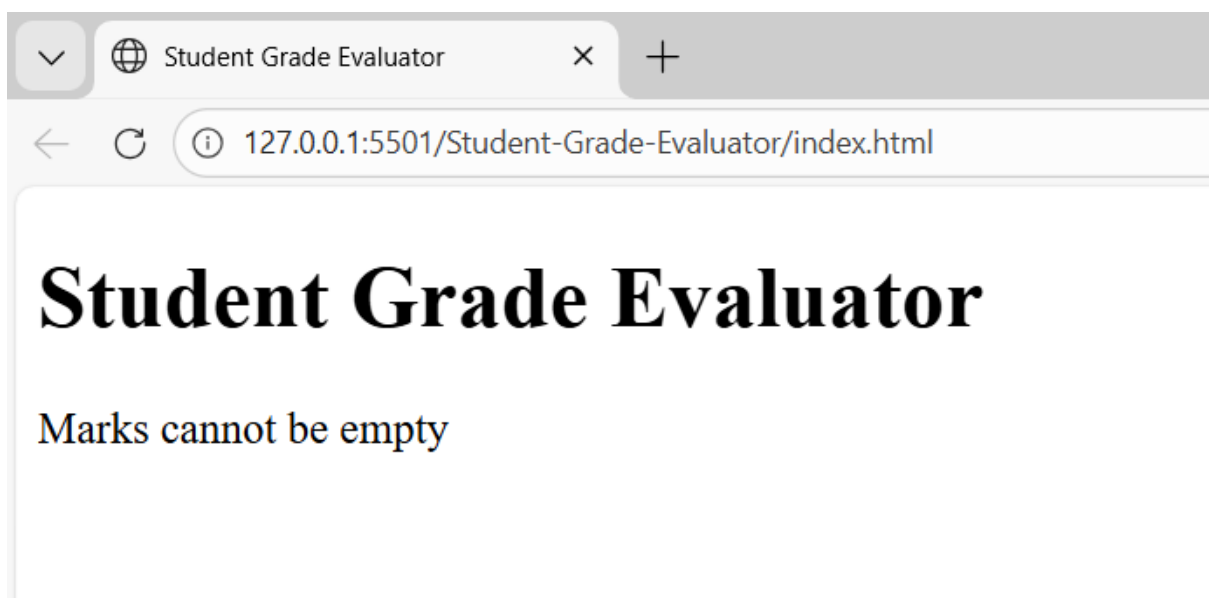 Student Grade Evaluator
127.0.0.1:5501/Student-Grade-Evaluator/index.html
Student Grade Evaluator
Marks cannot be empty